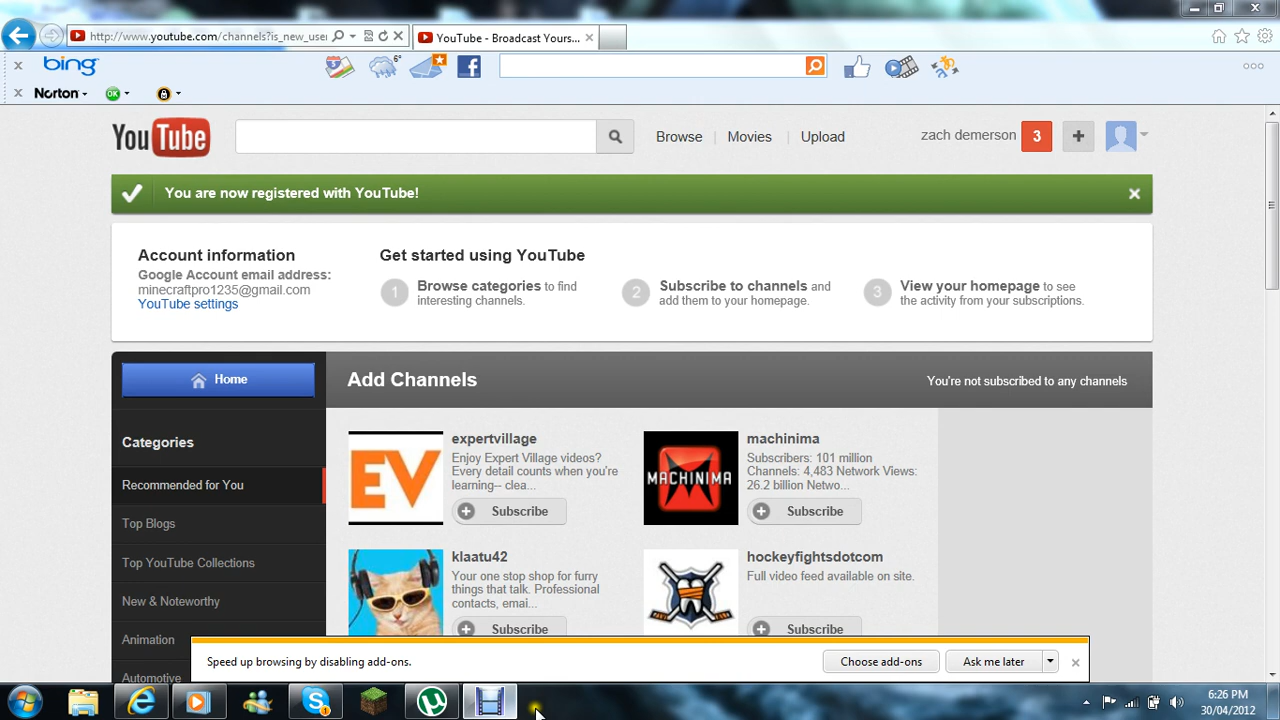 http://www.youtube.com/channels?is_new_user
YouTube - Broadcast Yours...
bing
6°
Norton
OK
YouTube
Browse
Movies
Upload
zach demerson
3
You are now registered with YouTube!
Account information
Google Account email address:
minecraftpro1235@gmail.com
YouTube settings
Get started using YouTube
1
Browse categories to find
interesting channels.
2
Subscribe to channels and
add them to your homepage.
3
View your homepage to see
the activity from your subscriptions.
Home
Add Channels
You're not subscribed to any channels
Categories
Recommended for You
Top Blogs
Top YouTube Collections
New & Noteworthy
Animation
Automotive
EV
expertvillage
Enjoy Expert Village videos?
Every detail counts when you're
learning-- clea...
Subscribe
MACHINIMA
machinima
Subscribers: 101 million
Channels: 4,483 Network Views:
26.2 billion Netwo...
Subscribe
klaatu42
Your one stop shop for furry
things that talk. Professional
contacts, emai...
Subscribe
hockeyfightsdotcom
Full video feed available on site.
Subscribe
Speed up browsing by disabling add-ons.
Choose add-ons
Ask me later
1
6:26 PM
30/04/2012